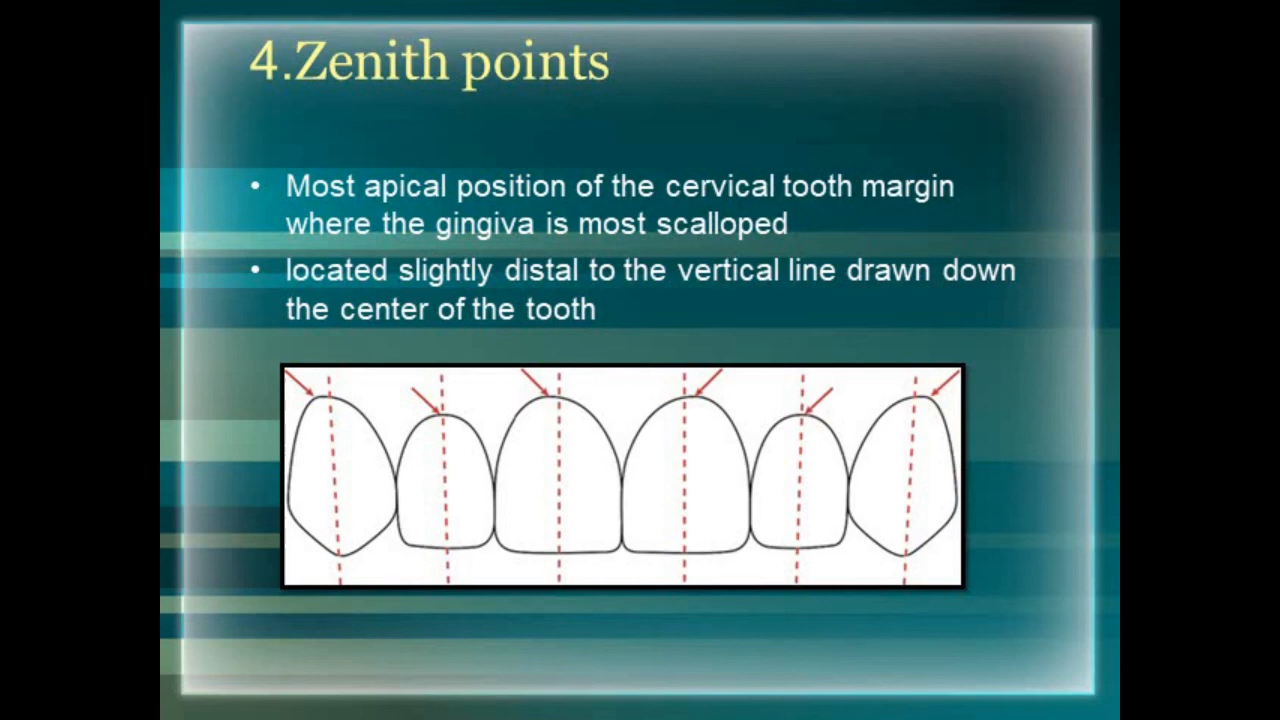 4.Zenith points
• Most apical position of the cervical tooth margin
where the gingiva is most scalloped
• located slightly distal to the vertical line drawn down
the center of the tooth